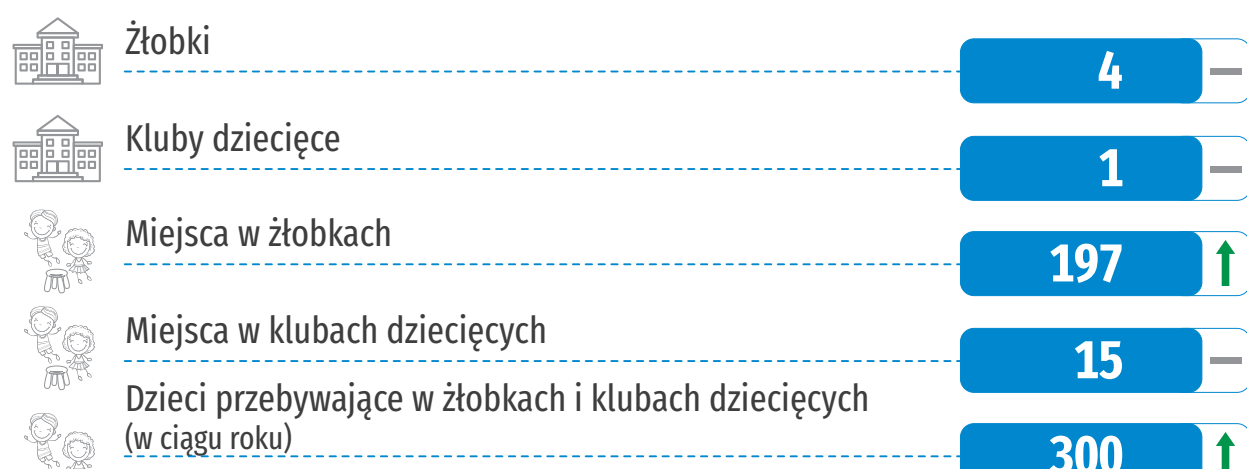 Żłobki
4
Kluby dziecięce
1
Miejsca w żłobkach
197
Miejsca w klubach dziecięcych
15
Dzieci przebywające w żłobkach i klubach dziecięcych
(w ciągu roku)
300